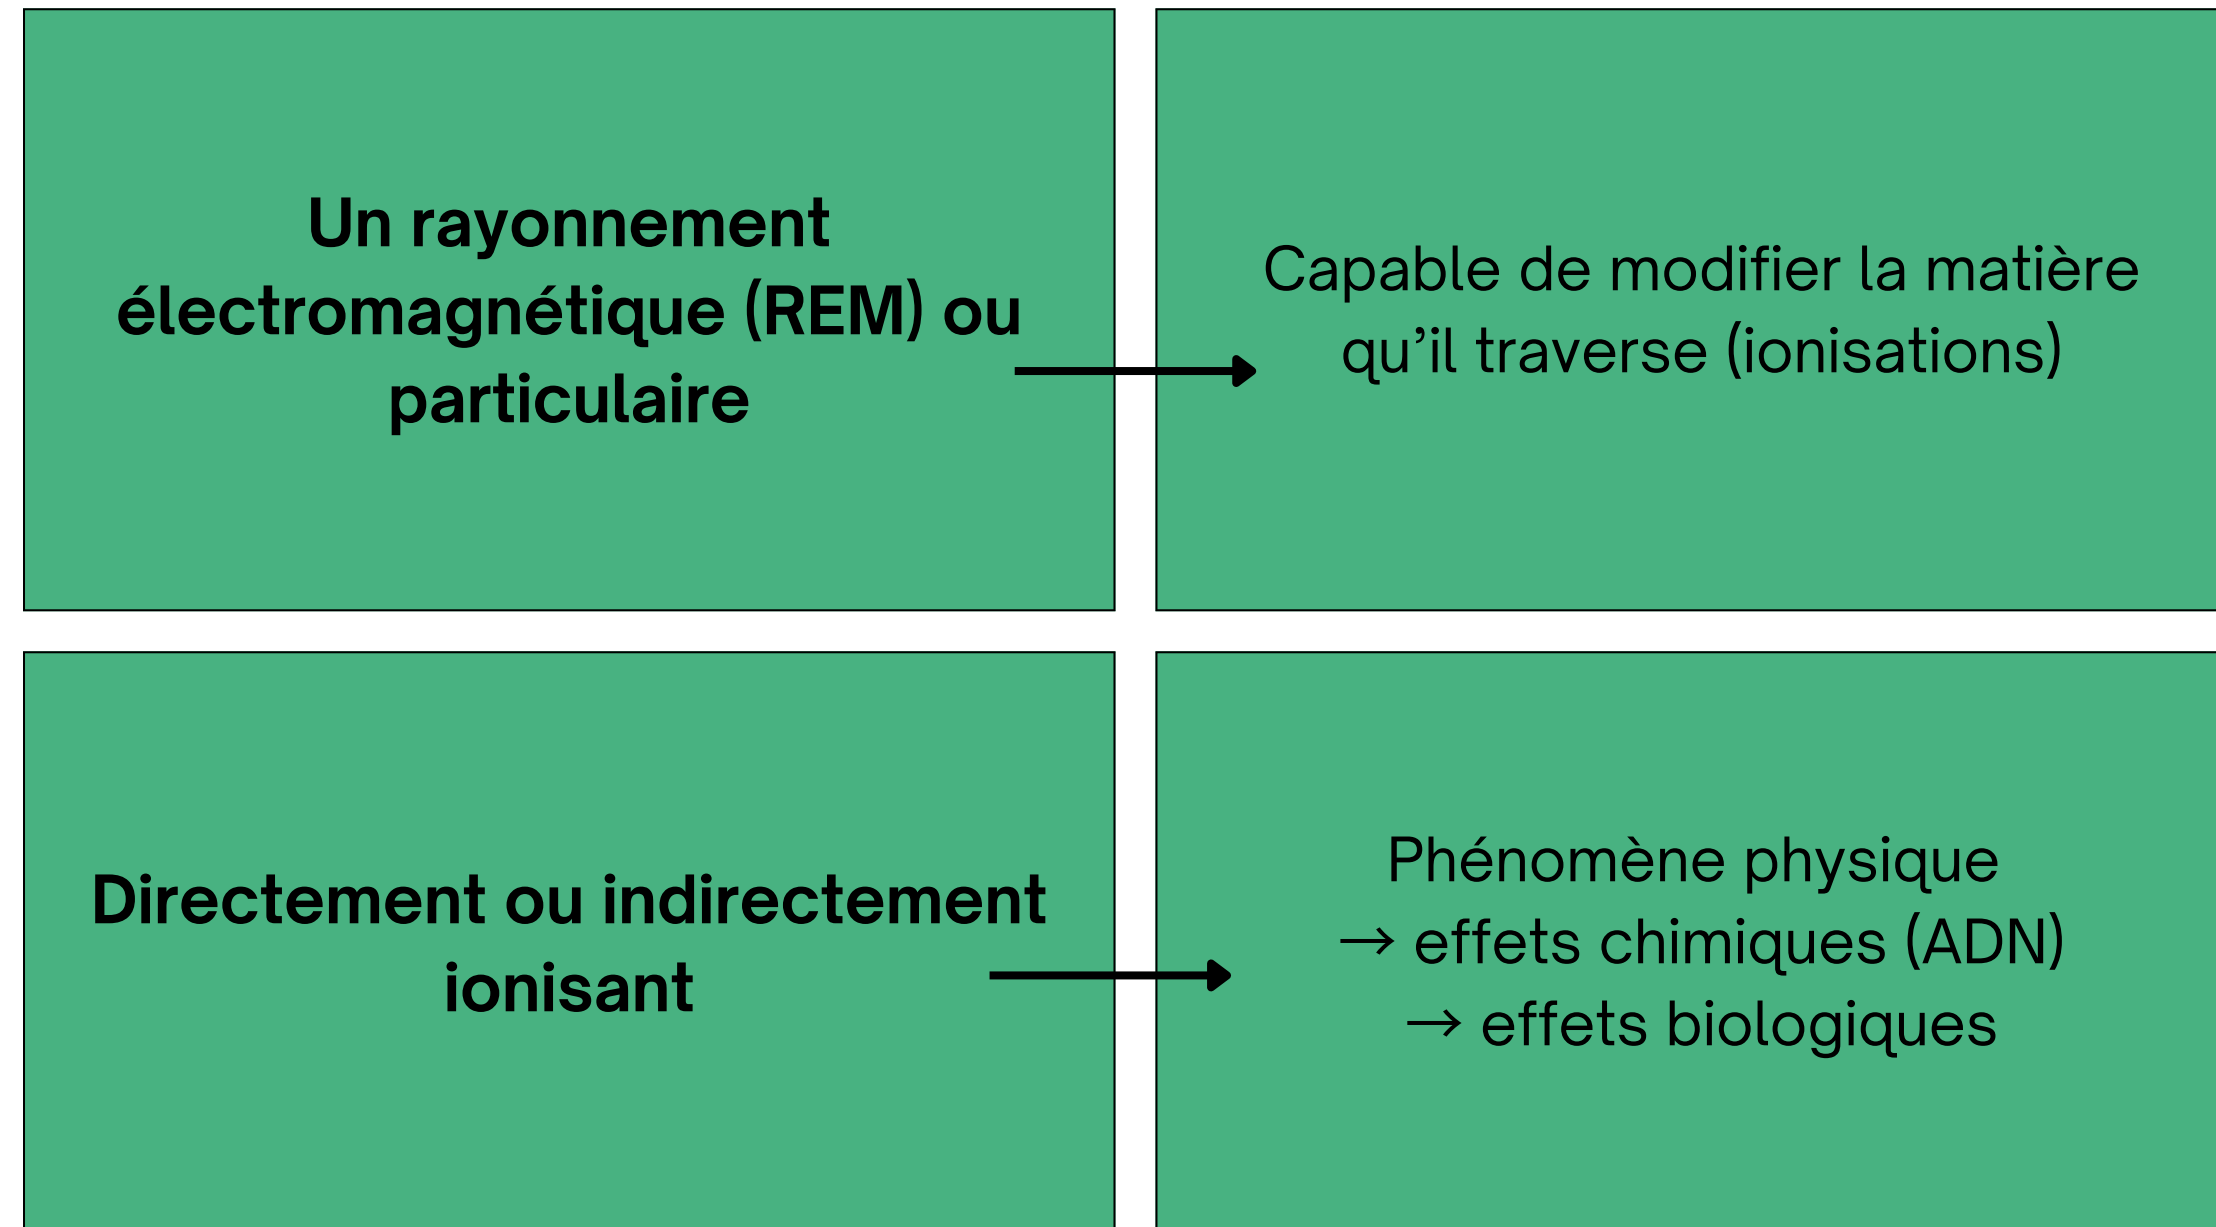 Un rayonnement
électromagnétique (REM) ou
particulaire
Capable de modifier la matière
qu’il traverse (ionisations)
Directement ou indirectement
ionisant
Phénomène physique
→ effets chimiques (ADN)
→ effets biologiques